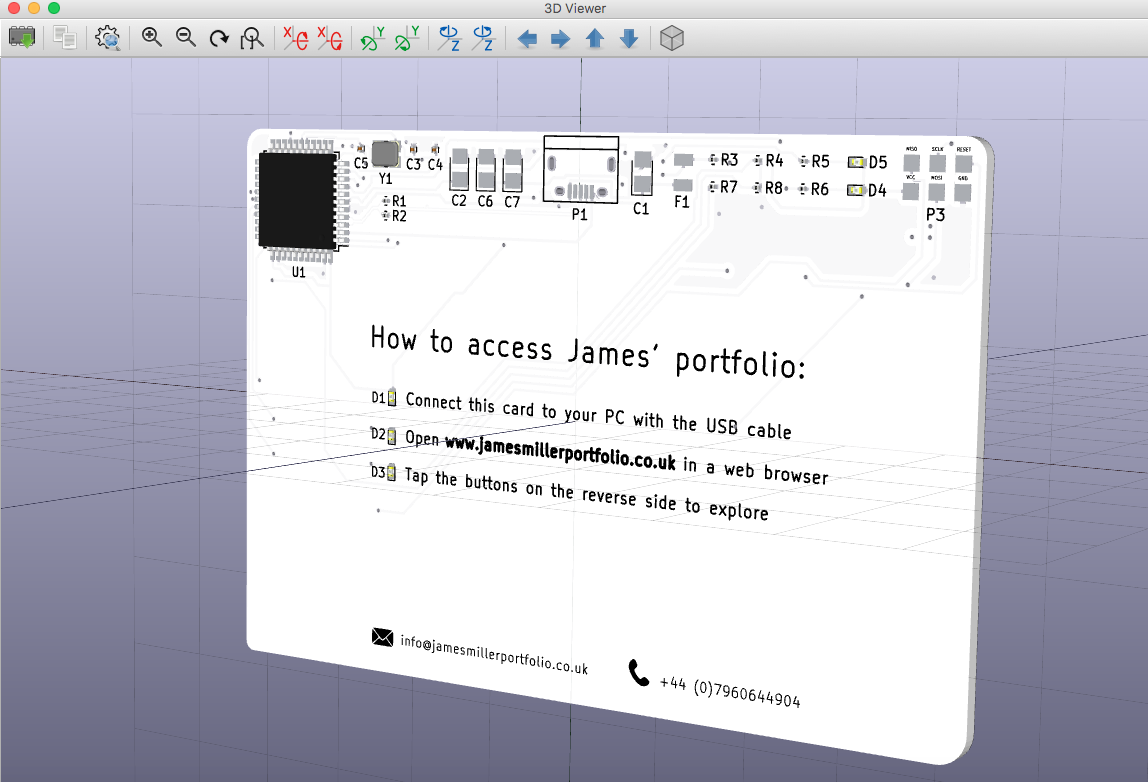 3D Viewer
X X Y Y Z Z
C5 C3 C4 R3 R4 R5 D5 MISO SCLK RESET
Y1 C2 C6 C7 P1 C1 F1 R7 R8 R6 D4 VCC MOSI GND
R1 P3
R2
U1
How to access James' portfolio:
D1 Connect this card to your PC with the USB cable
D2 Open www.jamesmillerportfolio.co.uk in a web browser
D3 Tap the buttons on the reverse side to explore
info@jamesmillerportfolio.co.uk
+44 (0)7960644904